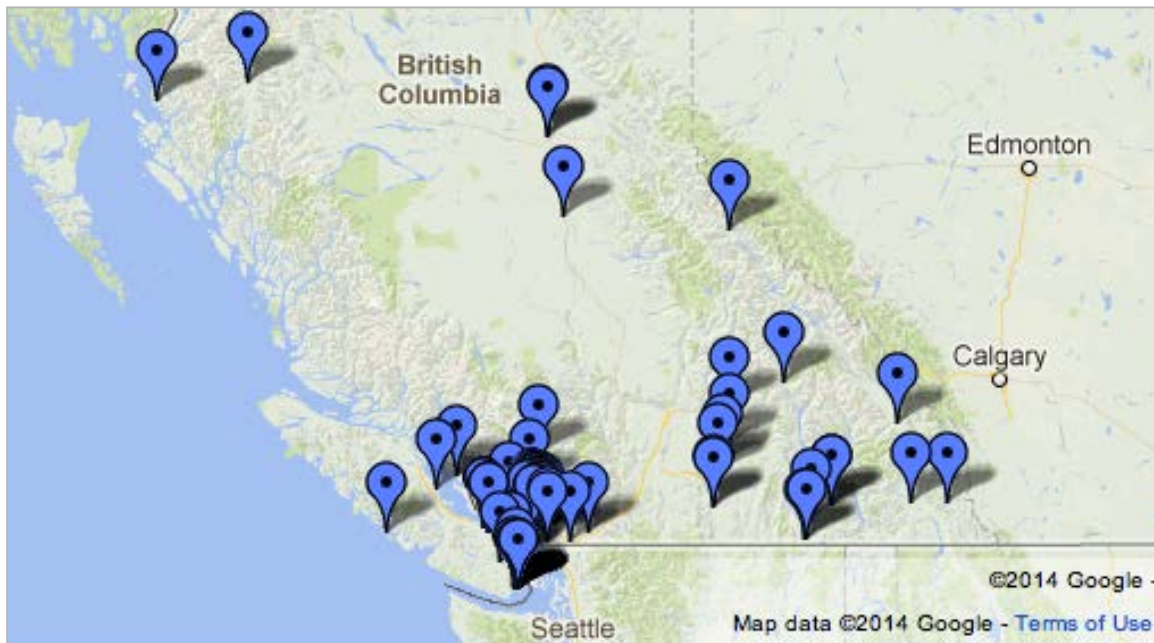 British
Columbia
Edmonton
Calgary
©2014 Google -
Map data ©2014 Google - Terms of Use
Seattle